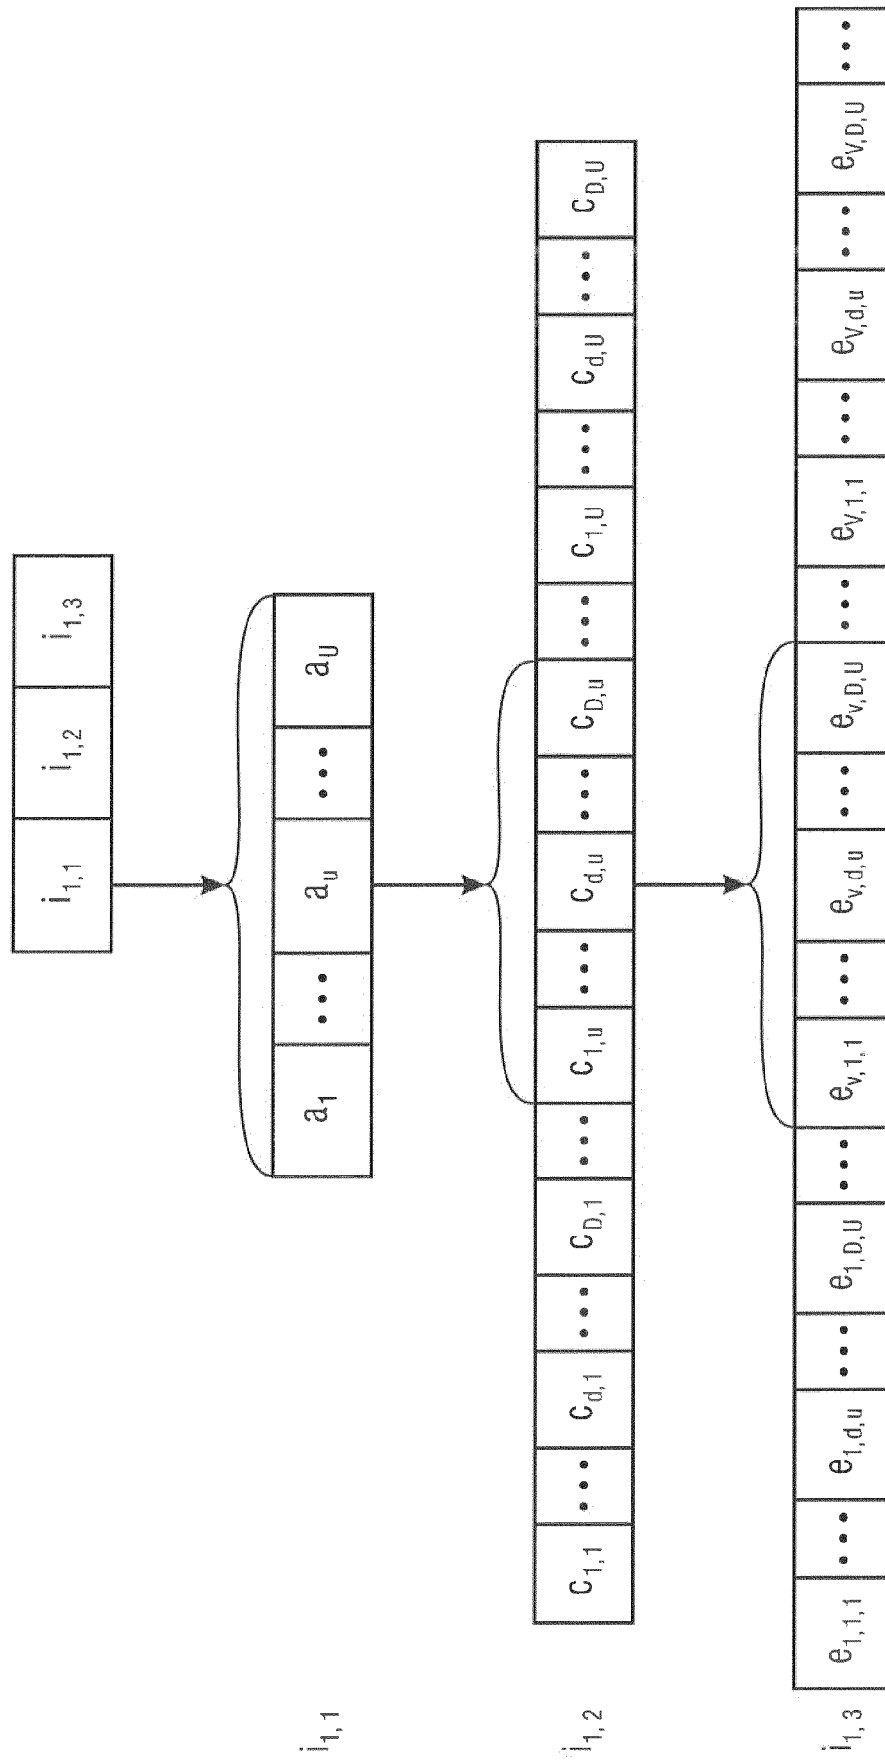 i1,1 i1,2 i1,3
i1,1 a1 ••• au ••• aU
i1,2 c1,1 ••• cd,1 ••• cD,1 ••• c1,u ••• cd,u ••• cD,u ••• c1,U ••• cd,U ••• cD,U
i1,3 e1,1,1 ••• e1,d,u ••• e1,D,U ••• ev,1,1 ••• ev,d,u ••• ev,D,U ••• eV,1,1 ••• eV,d,u ••• eV,D,U •••